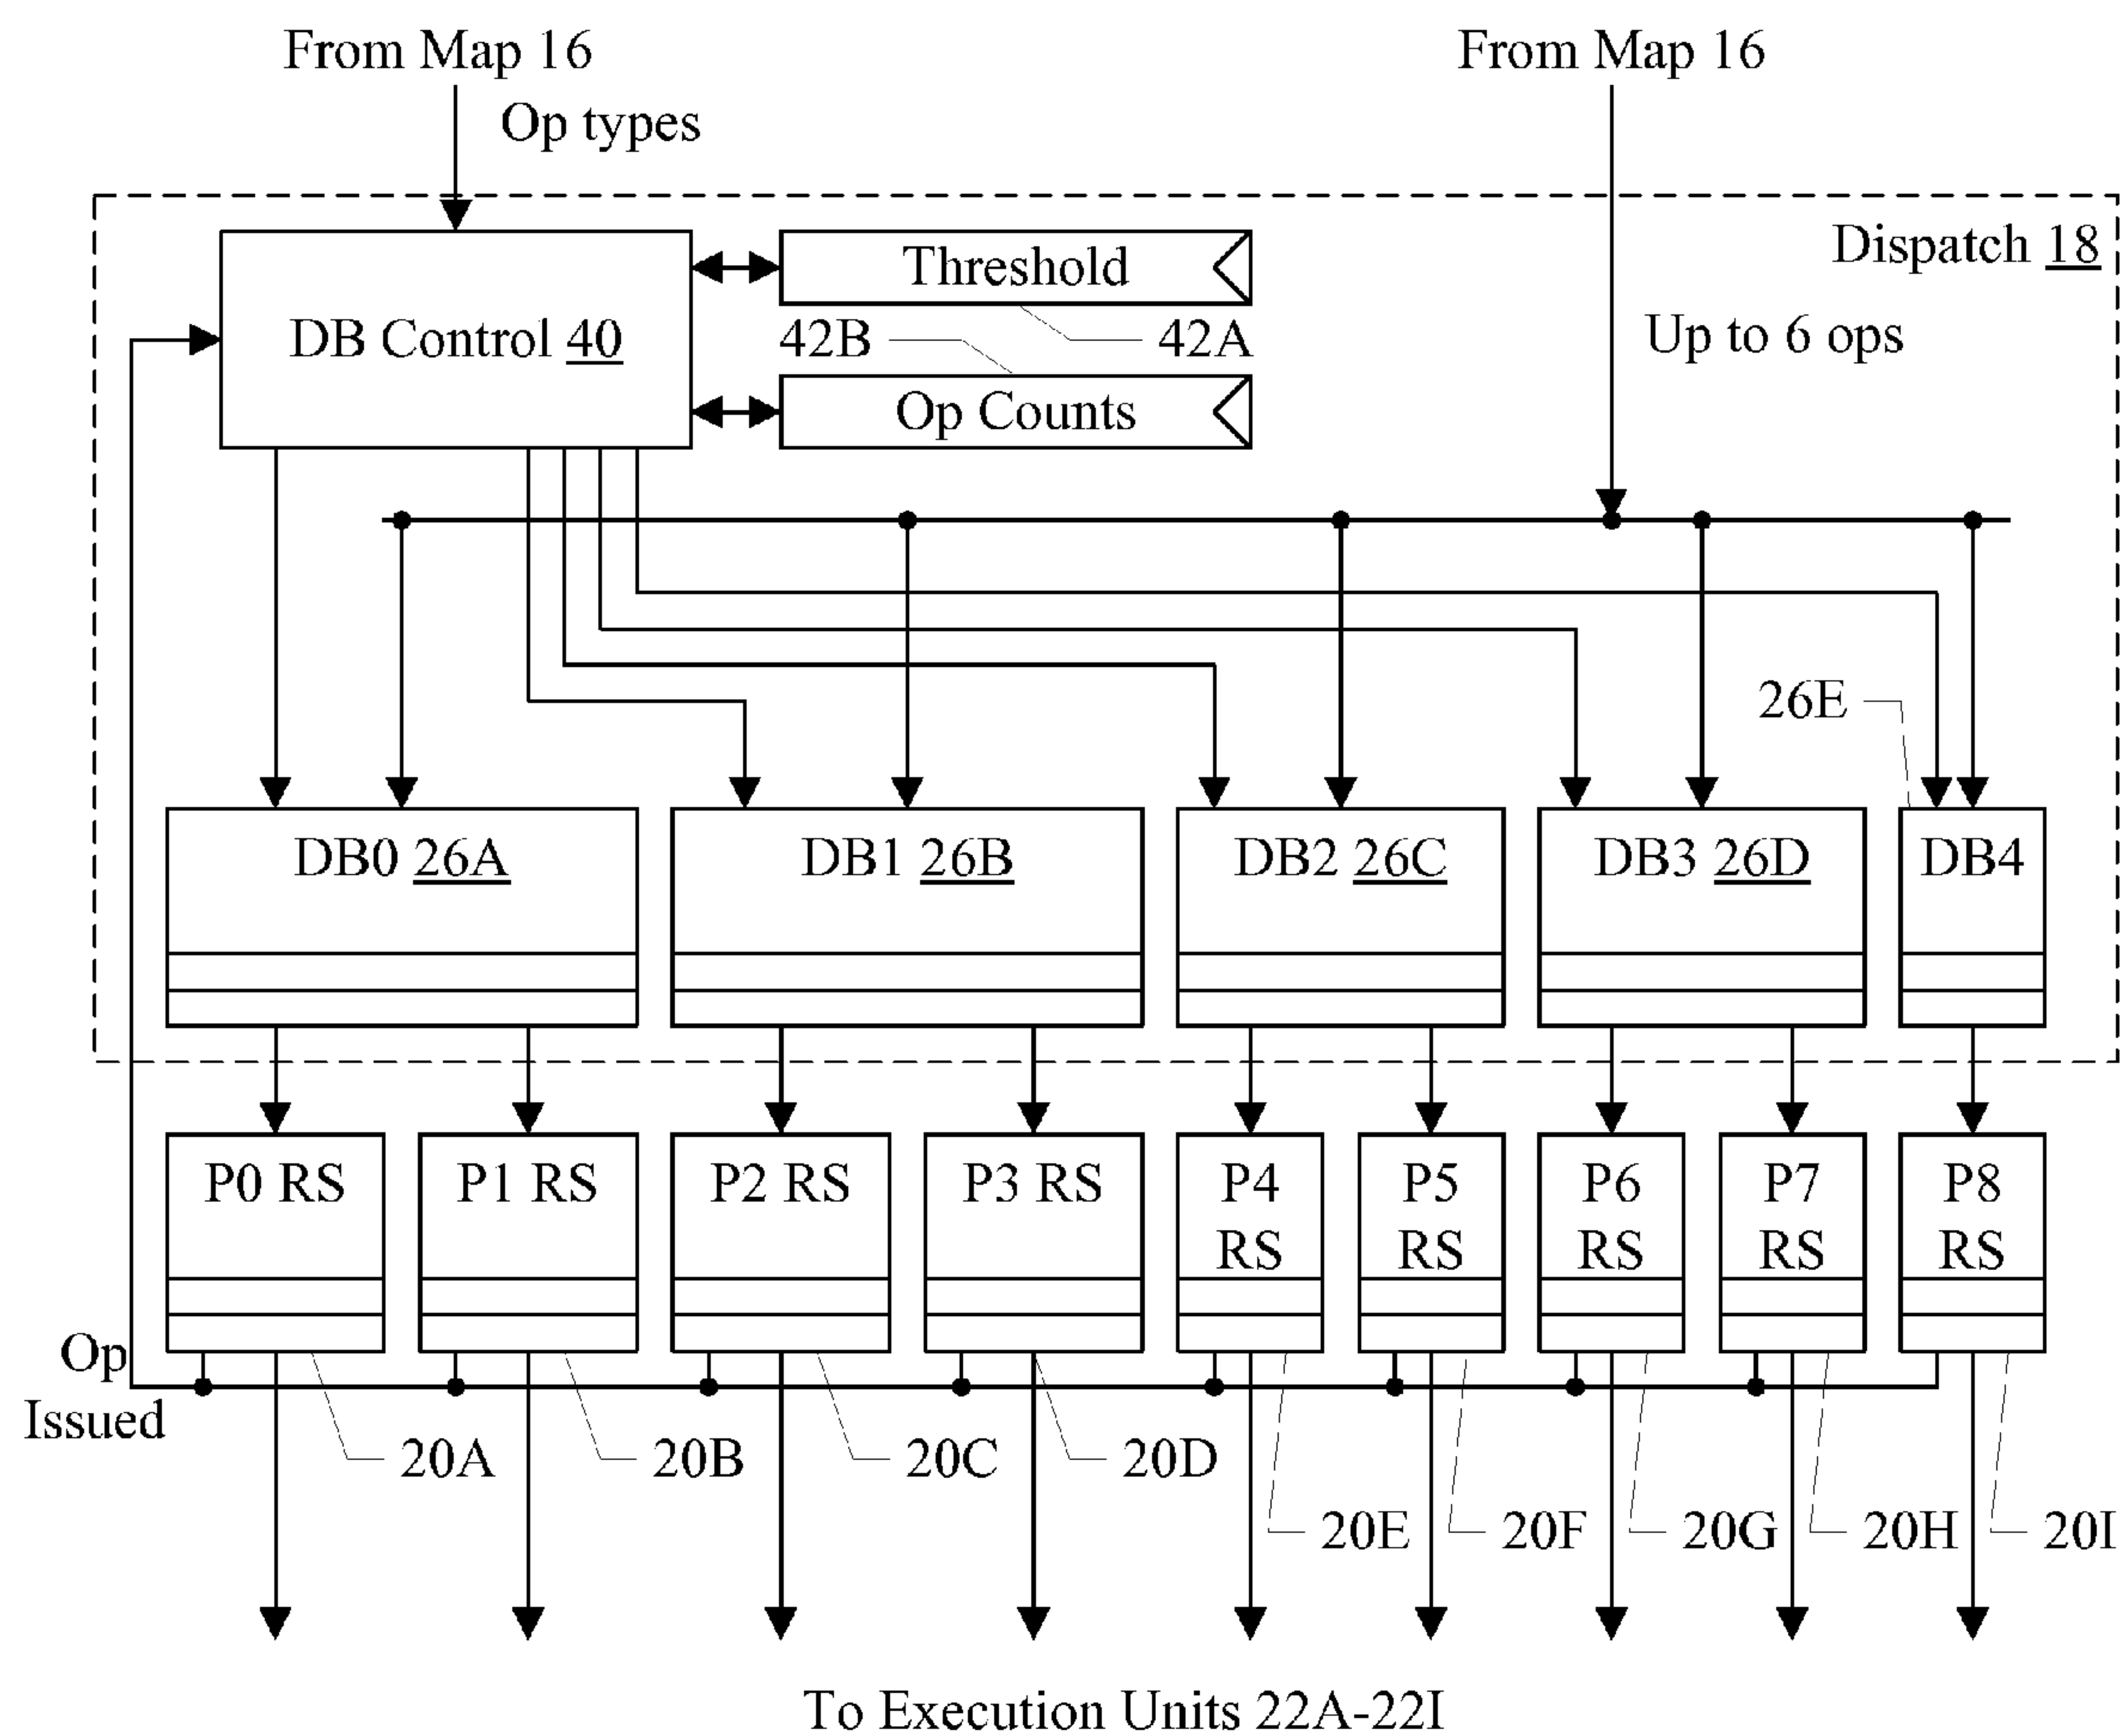 From Map 16
From Map 16
Op types
Dispatch 18
Threshold
DB Control 40
42B
42A
Up to 6 ops
Op Counts
26E
DB0 26A
DB1 26B
DB2 26C
DB3 26D
DB4
P0 RS
P1 RS
P2 RS
P3 RS
P4
RS
P5
RS
P6
RS
P7
RS
P8
RS
Op
Issued
20A
20B
20C
20D
20E
20F
20G
20H
20I
To Execution Units 22A-22I